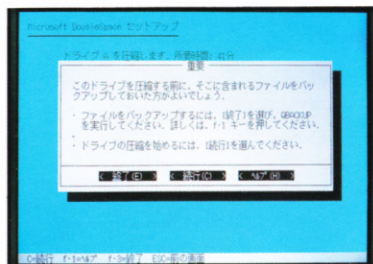 Microsoft DoubleSpace セットアップ
ドライブ A を圧縮します。所要時間: 41分
重要
このドライブを圧縮する前に、そこに含まれるファイルをバッ
クアップしておいた方がよいでしょう。
· ファイルをバックアップするには、[終了]を選び、QBACKUP
を実行してください。詳しくは、f·1 キーを押してください。
· ドライブの圧縮を始めるには、[続行]を選んでください。
< 終了(E) > < 続行(C) > < ヘルプ(H) >
C=続行 f·1=ヘルプ f·3=終了 ESC=前の画面